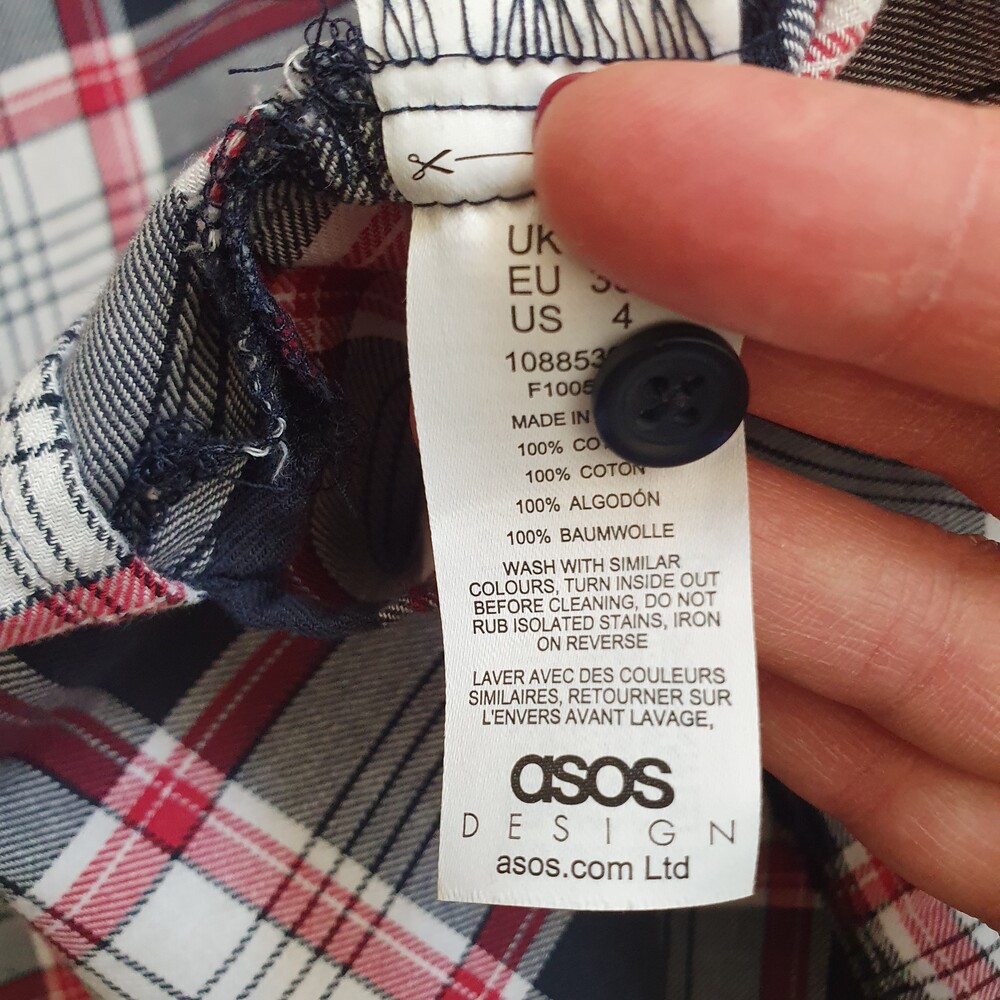 UK
EU
US 4
MADE IN
100%
100% COTON
100% ALGODÓN
100% BAUMWOLLE
WASH WITH SIMILAR
COLOURS, TURN INSIDE OUT
BEFORE CLEANING, DO NOT
RUB ISOLATED STAINS, IRON
ON REVERSE
LAVER AVEC DES COULEURS
SIMILAIRES, RETOURNER SUR
L'ENVERS AVANT LAVAGE,
asos
DESIGN
asos.com Ltd